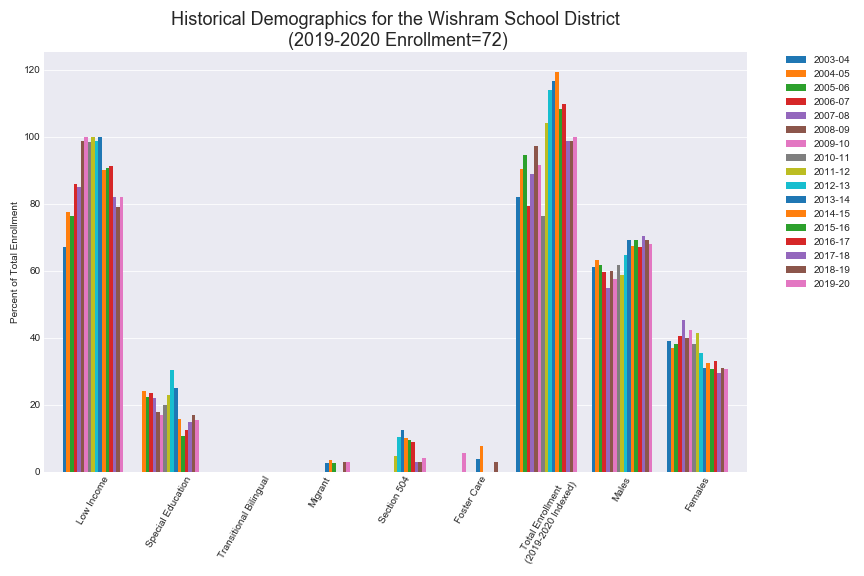 Historical Demographics for the Wishram School District
(2019-2020 Enrollment=72)
Percent of Total Enrollment
120
100
80
60
40
20
0
Low Income
Special Education
Transitional Bilingual
Migrant
Section 504
Foster Care
Total Enrollment
(2019-2020 Indexed)
Males
Females
2003-04
2004-05
2005-06
2006-07
2007-08
2008-09
2009-10
2010-11
2011-12
2012-13
2013-14
2014-15
2015-16
2016-17
2017-18
2018-19
2019-20